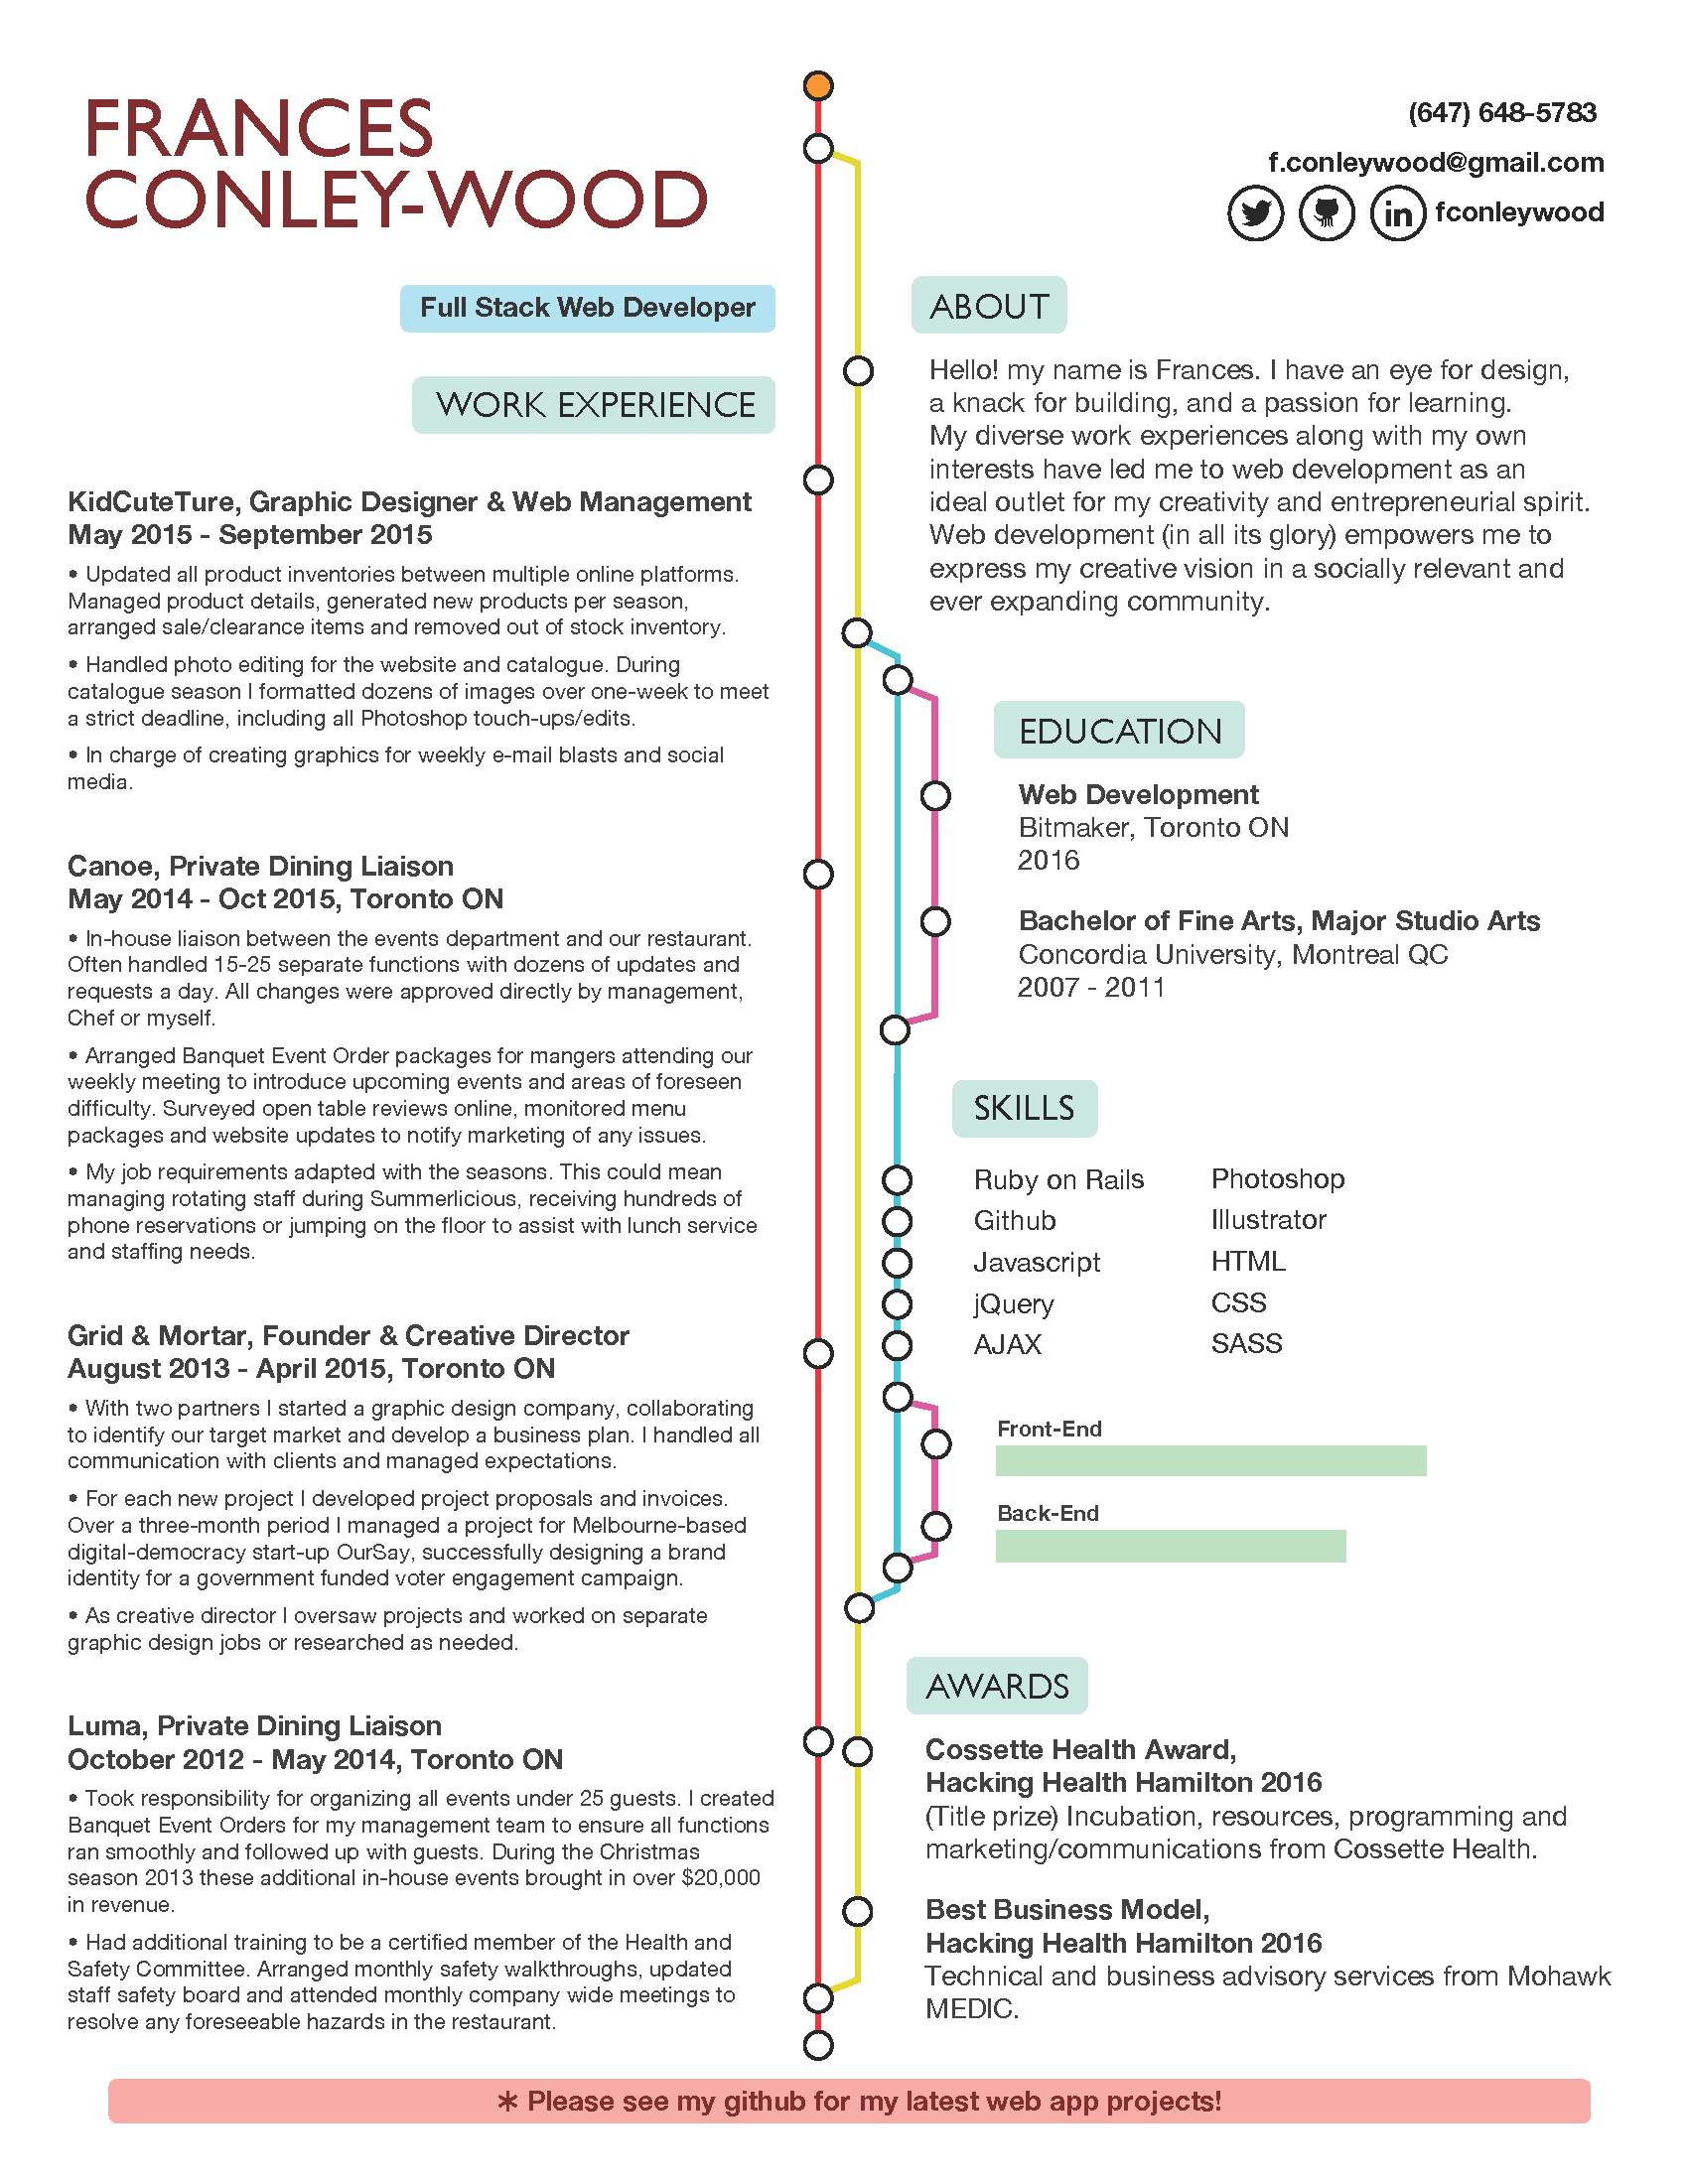 FRANCES
CONLEY-WOOD
(647) 648-5783
f.conleywood@gmail.com
in fconleywood
Full Stack Web Developer
WORK EXPERIENCE
KidCuteTure, Graphic Designer & Web Management
May 2015 - September 2015
• Updated all product inventories between multiple online platforms.
Managed product details, generated new products per season,
arranged sale/clearance items and removed out of stock inventory.
• Handled photo editing for the website and catalogue. During
catalogue season I formatted dozens of images over one-week to meet
a strict deadline, including all Photoshop touch-ups/edits.
• In charge of creating graphics for weekly e-mail blasts and social
media.
Canoe, Private Dining Liaison
May 2014 - Oct 2015, Toronto ON
• In-house liaison between the events department and our restaurant.
Often handled 15-25 separate functions with dozens of updates and
requests a day. All changes were approved directly by management,
Chef or myself.
• Arranged Banquet Event Order packages for mangers attending our
weekly meeting to introduce upcoming events and areas of foreseen
difficulty. Surveyed open table reviews online, monitored menu
packages and website updates to notify marketing of any issues.
• My job requirements adapted with the seasons. This could mean
managing rotating staff during Summerlicious, receiving hundreds of
phone reservations or jumping on the floor to assist with lunch service
and staffing needs.
Grid & Mortar, Founder & Creative Director
August 2013 - April 2015, Toronto ON
• With two partners I started a graphic design company, collaborating
to identify our target market and develop a business plan. I handled all
communication with clients and managed expectations.
• For each new project I developed project proposals and invoices.
Over a three-month period I managed a project for Melbourne-based
digital-democracy start-up OurSay, successfully designing a brand
identity for a government funded voter engagement campaign.
• As creative director I oversaw projects and worked on separate
graphic design jobs or researched as needed.
Luma, Private Dining Liaison
October 2012 - May 2014, Toronto ON
• Took responsibility for organizing all events under 25 guests. I created
Banquet Event Orders for my management team to ensure all functions
ran smoothly and followed up with guests. During the Christmas
season 2013 these additional in-house events brought in over $20,000
in revenue.
• Had additional training to be a certified member of the Health and
Safety Committee. Arranged monthly safety walkthroughs, updated
staff safety board and attended monthly company wide meetings to
resolve any foreseeable hazards in the restaurant.
ABOUT
Hello! my name is Frances. I have an eye for design,
a knack for building, and a passion for learning.
My diverse work experiences along with my own
interests have led me to web development as an
ideal outlet for my creativity and entrepreneurial spirit.
Web development (in all its glory) empowers me to
express my creative vision in a socially relevant and
ever expanding community.
EDUCATION
Web Development
Bitmaker, Toronto ON
2016
Bachelor of Fine Arts, Major Studio Arts
Concordia University, Montreal QC
2007 - 2011
SKILLS
Ruby on Rails
Github
Javascript
jQuery
AJAX
Photoshop
Illustrator
HTML
CSS
SASS
Front-End
Back-End
AWARDS
Cossette Health Award,
Hacking Health Hamilton 2016
(Title prize) Incubation, resources, programming and
marketing/communications from Cossette Health.
Best Business Model,
Hacking Health Hamilton 2016
Technical and business advisory services from Mohawk
MEDIC.
* Please see my github for my latest web app projects!